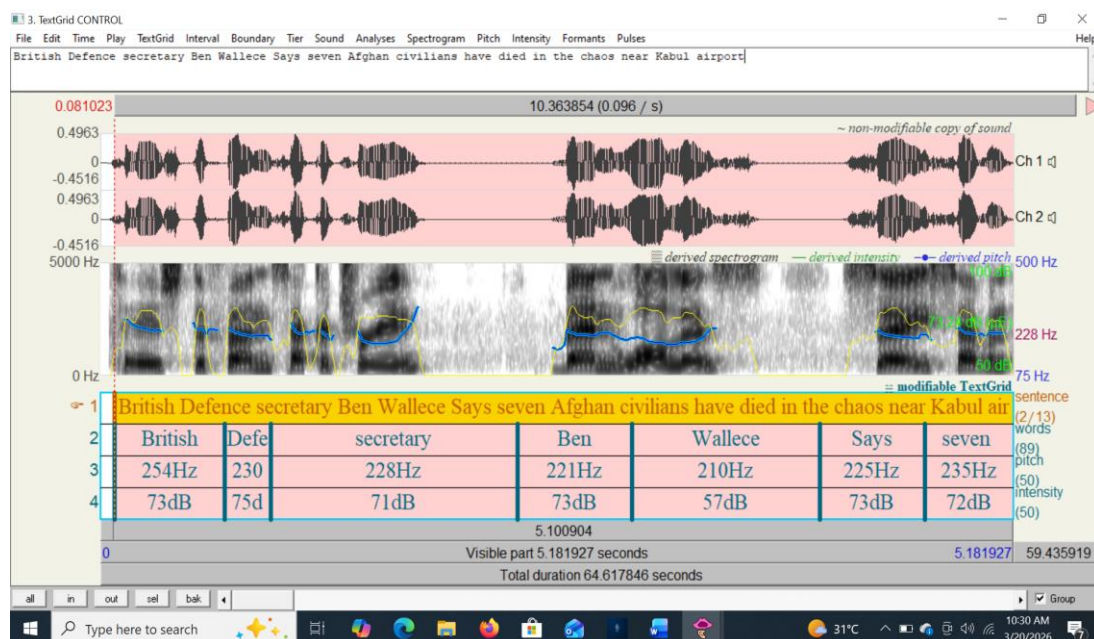 3. TextGrid CONTROL
File Edit Time Play TextGrid Interval Boundary Tier Sound Analyses Spectrogram Pitch Intensity Formants Pulses Help
British Defence secretary Ben Wallece Says seven Afghan civilians have died in the chaos near Kabul airport
0.081023 10.363854 (0.096 / s)
~ non-modifiable copy of sound
0.4963
0
-0.4516
Ch 1
0.4963
0
-0.4516
Ch 2
derived spectrogram derived intensity derived pitch
5000 Hz 500 Hz
100 dB
228 Hz
50 dB
0 Hz 75 Hz
modifiable TextGrid
1 British Defence secretary Ben Wallece Says seven Afghan civilians have died in the chaos near Kabul air sentence (2/13)
2 British Defe secretary Ben Wallece Says seven words (89)
3 254Hz 230 228Hz 221Hz 210Hz 225Hz 235Hz pitch (50)
4 73dB 75d 71dB 73dB 57dB 73dB 72dB intensity (50)
5.100904
0 Visible part 5.181927 seconds 5.181927 59.435919
Total duration 64.617846 seconds
all in out sel bak Group
Type here to search 31°C 10:30 AM
3/20/2026